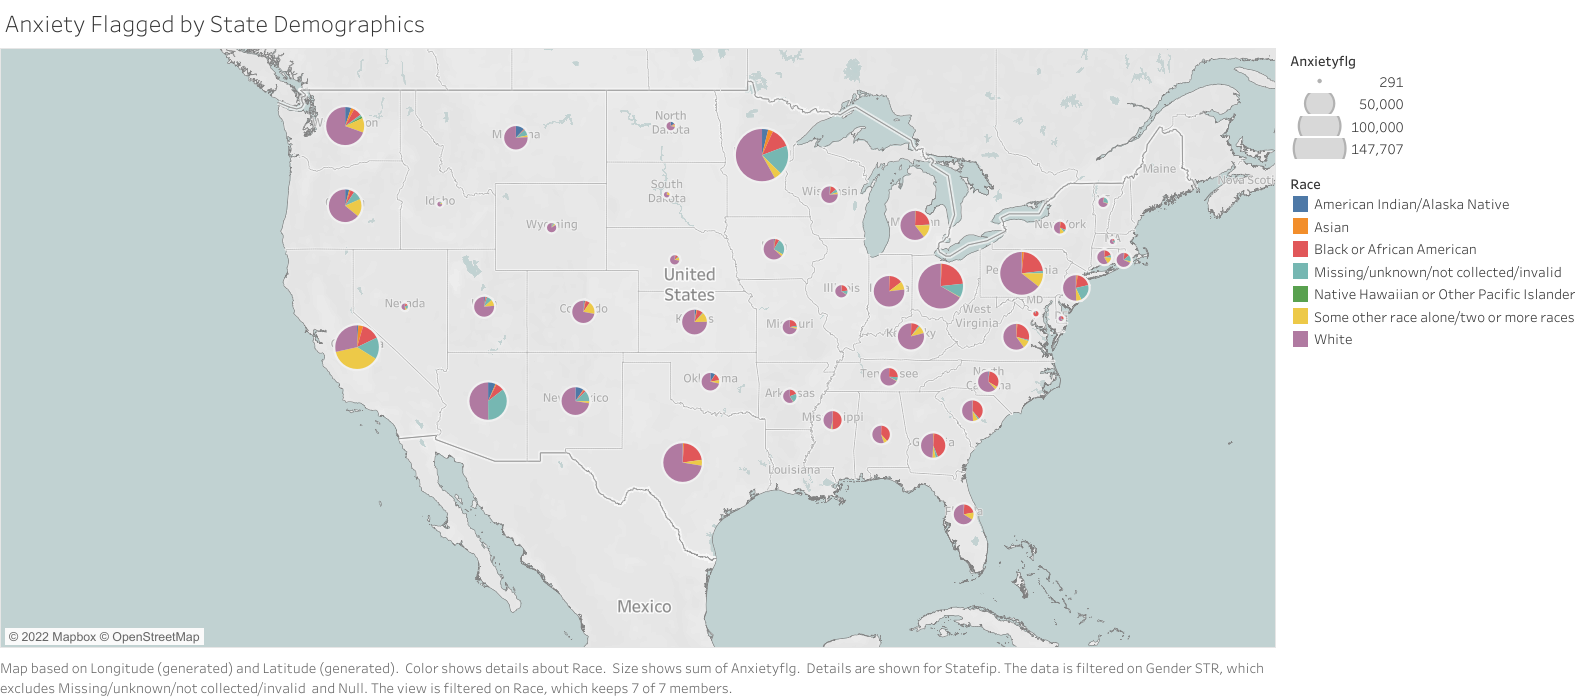 Anxiety Flagged by State Demographics
Anxietyflg
291
50,000
100,000
147,707
Race
American Indian/Alaska Native
Asian
Black or African American
Missing/unknown/not collected/invalid
Native Hawaiian or Other Pacific Islander
Some other race alone/two or more races
White
North
Dakota
South
Dakota
Maine
Idaho
Wyoming
United
States
Nevada
West
Virginia
MD
Oklahoma
North
Louisiana
Mexico
© 2022 Mapbox © OpenStreetMap
Map based on Longitude (generated) and Latitude (generated).  Color shows details about Race.  Size shows sum of Anxietyflg.  Details are shown for Statefip. The data is filtered on Gender STR, which
excludes Missing/unknown/not collected/invalid  and Null. The view is filtered on Race, which keeps 7 of 7 members.